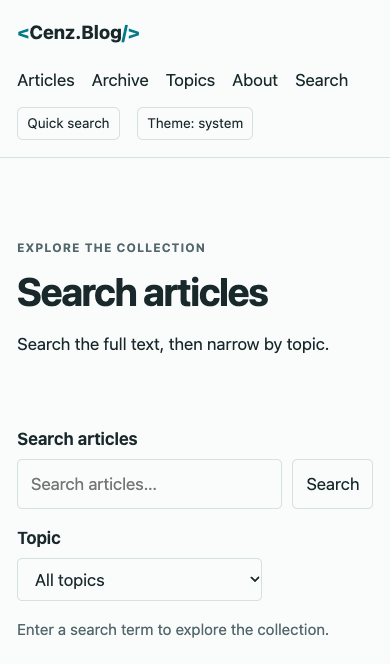 <Cenz.Blog/>
Articles Archive Topics About Search
Quick search Theme: system
EXPLORE THE COLLECTION
Search articles
Search the full text, then narrow by topic.
Search articles
Search articles... Search
Topic
All topics
Enter a search term to explore the collection.